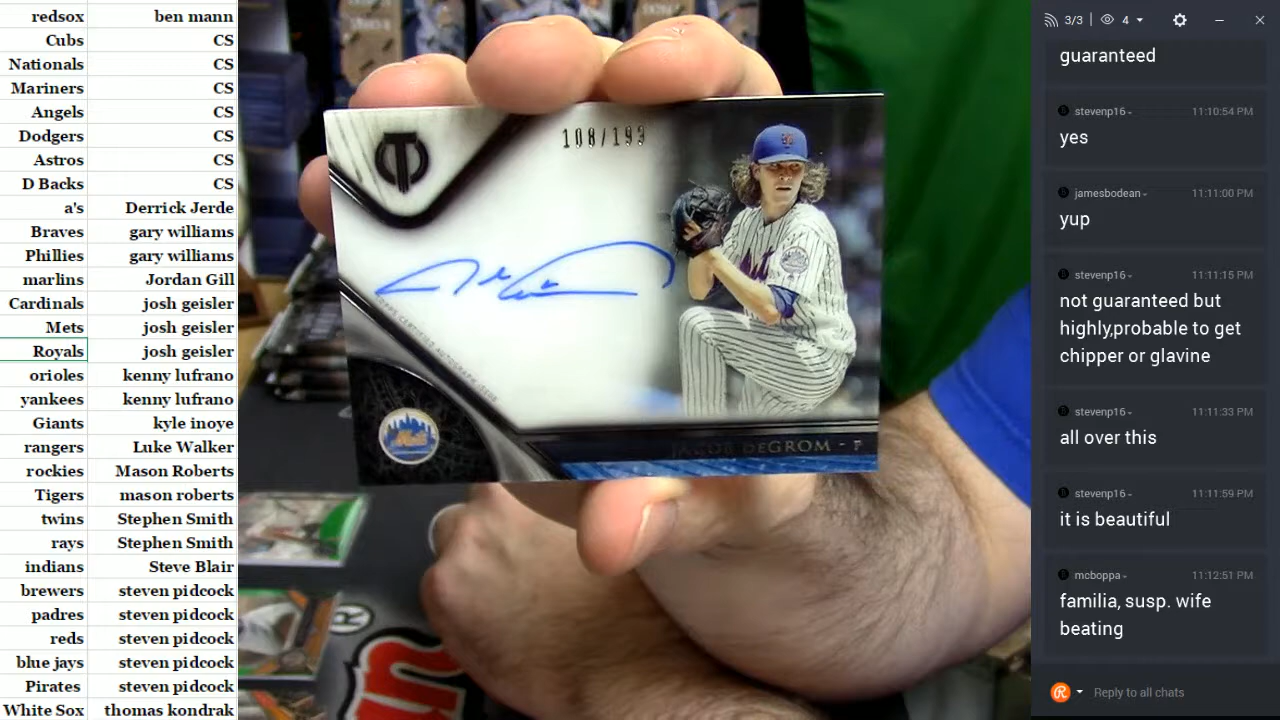 redsox ben mann
Cubs CS
Nationals CS
Mariners CS
Angels CS
Dodgers CS
Astros CS
D Backs CS
a's Derrick Jerde
Braves gary williams
Phillies gary williams
marlins Jordan Gill
Cardinals josh geisler
Mets josh geisler
Royals josh geisler
orioles kenny lufrano
yankees kenny lufrano
Giants kyle inoye
rangers Luke Walker
rockies Mason Roberts
Tigers mason roberts
twins Stephen Smith
rays Stephen Smith
indians Steve Blair
brewers steven pidcock
padres steven pidcock
reds steven pidcock
blue jays steven pidcock
Pirates steven pidcock
White Sox thomas kondrak
108/199
Mets
JACOB DeGROM - P
3/3 4
guaranteed
stevenp16 11:10:54 PM
yes
jamesbodean 11:11:00 PM
yup
stevenp16 11:11:15 PM
not guaranteed but
highly,probable to get
chipper or glavine
stevenp16 11:11:33 PM
all over this
stevenp16 11:11:59 PM
it is beautiful
mcboppa 11:12:51 PM
familia, susp. wife
beating
Reply to all chats